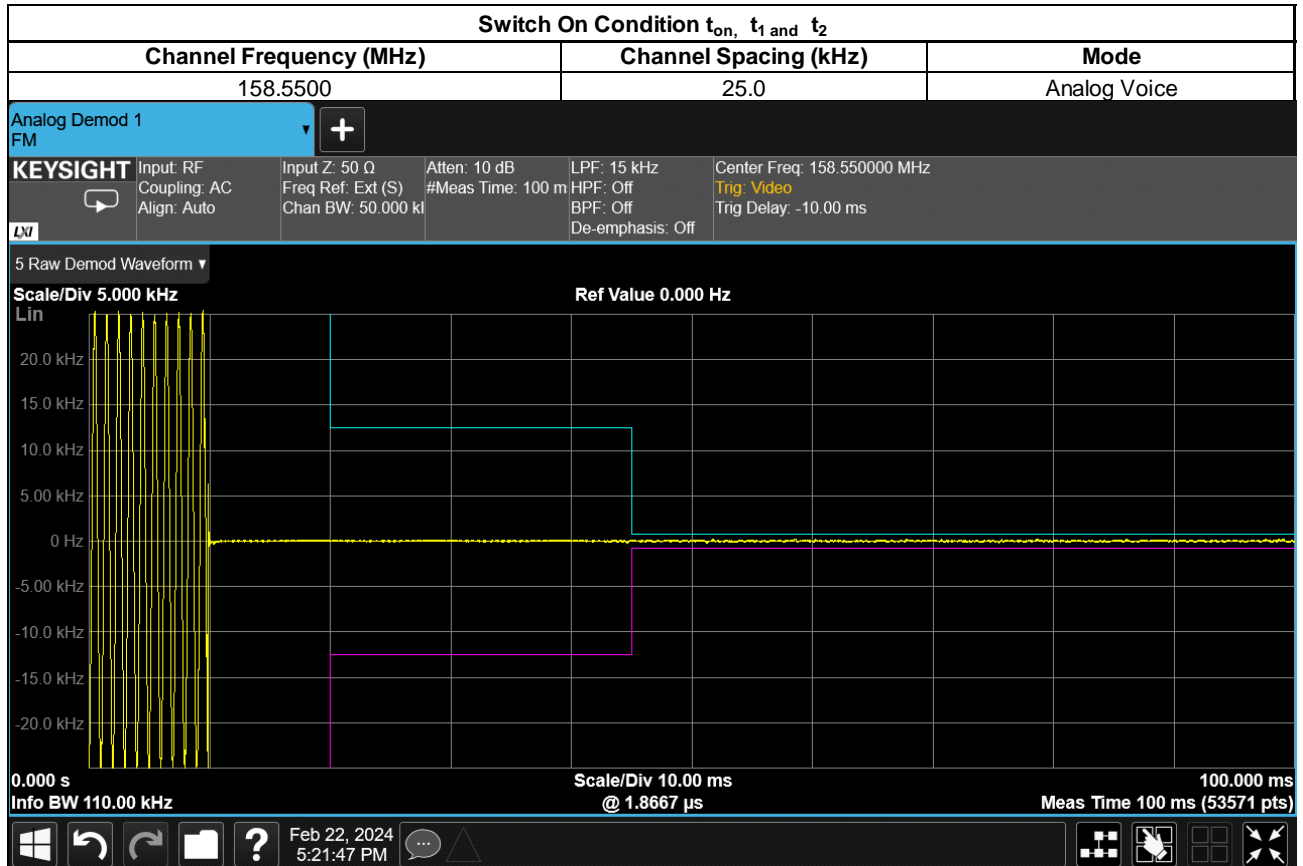 Switch On Condition ton, t1 and t2
Channel Frequency (MHz) Channel Spacing (kHz) Mode
158.5500 25.0 Analog Voice
Analog Demod 1
FM
KEYSIGHT
LXI
Input: RF
Coupling: AC
Align: Auto
Input Z: 50 Ω
Freq Ref: Ext (S)
Chan BW: 50.000 k
Atten: 10 dB
#Meas Time: 100 m
LPF: 15 kHz
HPF: Off
BPF: Off
De-emphasis: Off
Center Freq: 158.550000 MHz
Trig: Video
Trig Delay: -10.00 ms
5 Raw Demod Waveform
Scale/Div 5.000 kHz Ref Value 0.000 Hz
Lin
20.0 kHz
15.0 kHz
10.0 kHz
5.00 kHz
0 Hz
-5.00 kHz
-10.0 kHz
-15.0 kHz
-20.0 kHz
0.000 s Scale/Div 10.00 ms 100.000 ms
Info BW 110.00 kHz @ 1.8667 µs Meas Time 100 ms (53571 pts)
?
Feb 22, 2024
5:21:47 PM